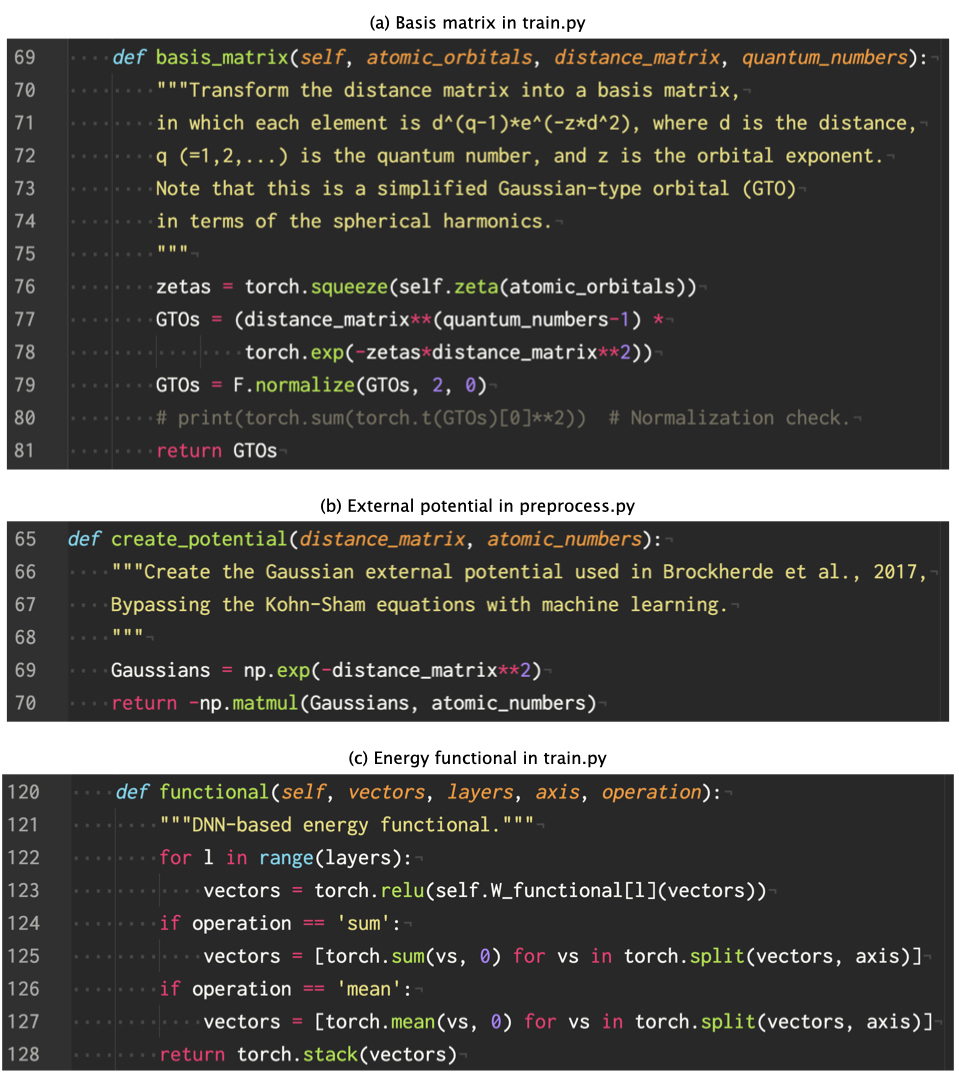 (a) Basis matrix in train.py
69 def basis_matrix(self, atomic_orbitals, distance_matrix, quantum_numbers):
70 """Transform the distance matrix into a basis matrix,
71 in which each element is d^(q-1)*e^(-z*d^2), where d is the distance,
72 q (=1,2,...) is the quantum number, and z is the orbital exponent.
73 Note that this is a simplified Gaussian-type orbital (GTO)
74 in terms of the spherical harmonics.
75 """
76 zetas = torch.squeeze(self.zeta(atomic_orbitals))
77 GTOs = (distance_matrix**(quantum_numbers-1) *
78 torch.exp(-zetas*distance_matrix**2))
79 GTOs = F.normalize(GTOs, 2, 0)
80 # print(torch.sum(torch.t(GTOs)[0]**2))  # Normalization check.
81 return GTOs
(b) External potential in preprocess.py
65 def create_potential(distance_matrix, atomic_numbers):
66 """Create the Gaussian external potential used in Brockherde et al., 2017,
67 Bypassing the Kohn-Sham equations with machine learning.
68 """
69 Gaussians = np.exp(-distance_matrix**2)
70 return -np.matmul(Gaussians, atomic_numbers)
(c) Energy functional in train.py
120 def functional(self, vectors, layers, axis, operation):
121 """DNN-based energy functional."""
122 for l in range(layers):
123 vectors = torch.relu(self.W_functional[l](vectors))
124 if operation == 'sum':
125 vectors = [torch.sum(vs, 0) for vs in torch.split(vectors, axis)]
126 if operation == 'mean':
127 vectors = [torch.mean(vs, 0) for vs in torch.split(vectors, axis)]
128 return torch.stack(vectors)